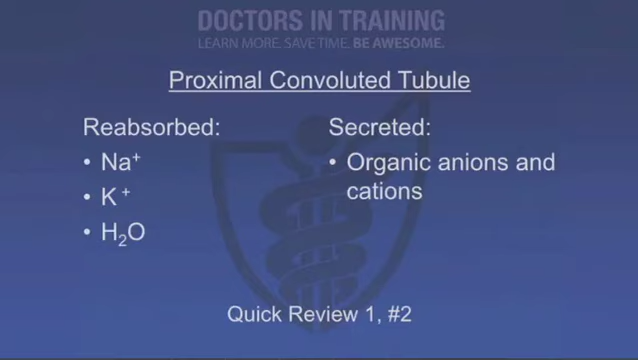 DOCTORS IN TRAINING
LEARN MORE. SAVE TIME. BE AWESOME.
Proximal Convoluted Tubule
Reabsorbed:
• Na⁺
• K⁺
• H₂O
Secreted:
• Organic anions and
cations
Quick Review 1, #2